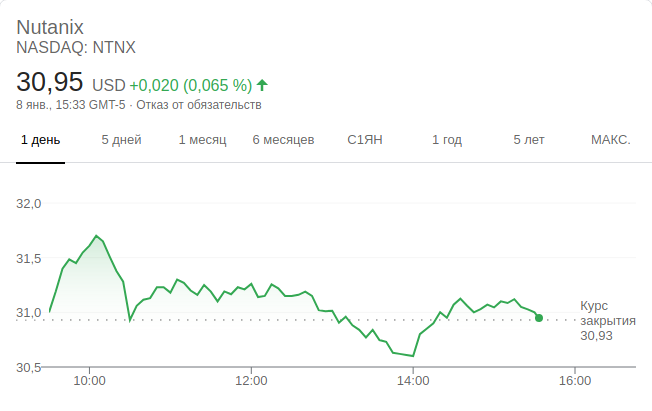 Nutanix
NASDAQ: NTNX
30,95 USD +0,020 (0,065 %)
8 янв., 15:33 GMT-5 · Отказ от обязательств
1 день 5 дней 1 месяц 6 месяцев С1ЯН 1 год 5 лет МАКС.
32,0
31,5
31,0
30,5
Курс
закрытия
30,93
10:00 12:00 14:00 16:00